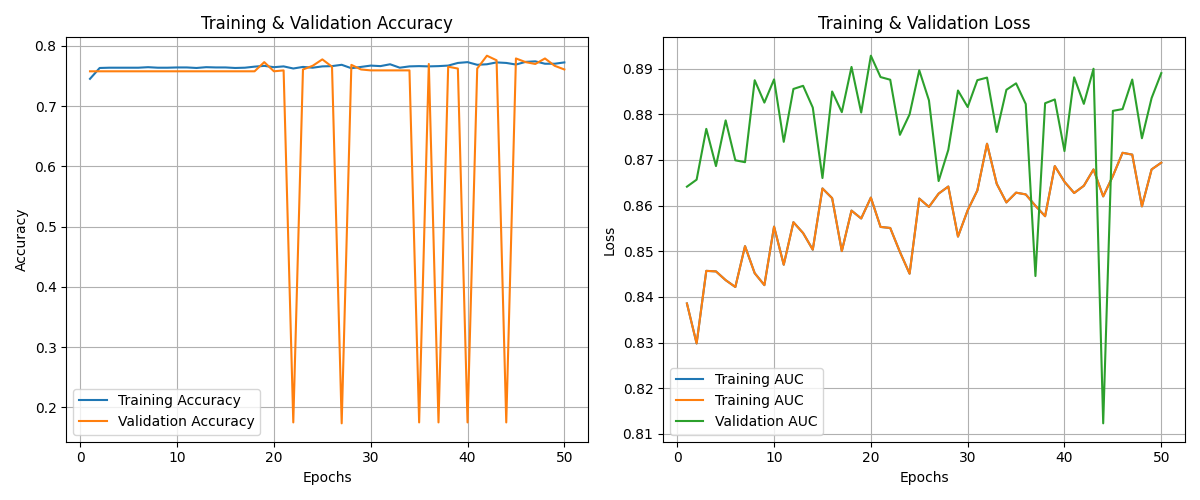 Training & Validation Accuracy
0.8
0.7
0.6
0.5
0.4
0.3
0.2
Accuracy
Training Accuracy
Validation Accuracy
0
10
20
30
40
50
Epochs
Training & Validation Loss
0.89
0.88
0.87
0.86
0.85
0.84
0.83
0.82
0.81
Loss
Training AUC
Training AUC
Validation AUC
0
10
20
30
40
50
Epochs